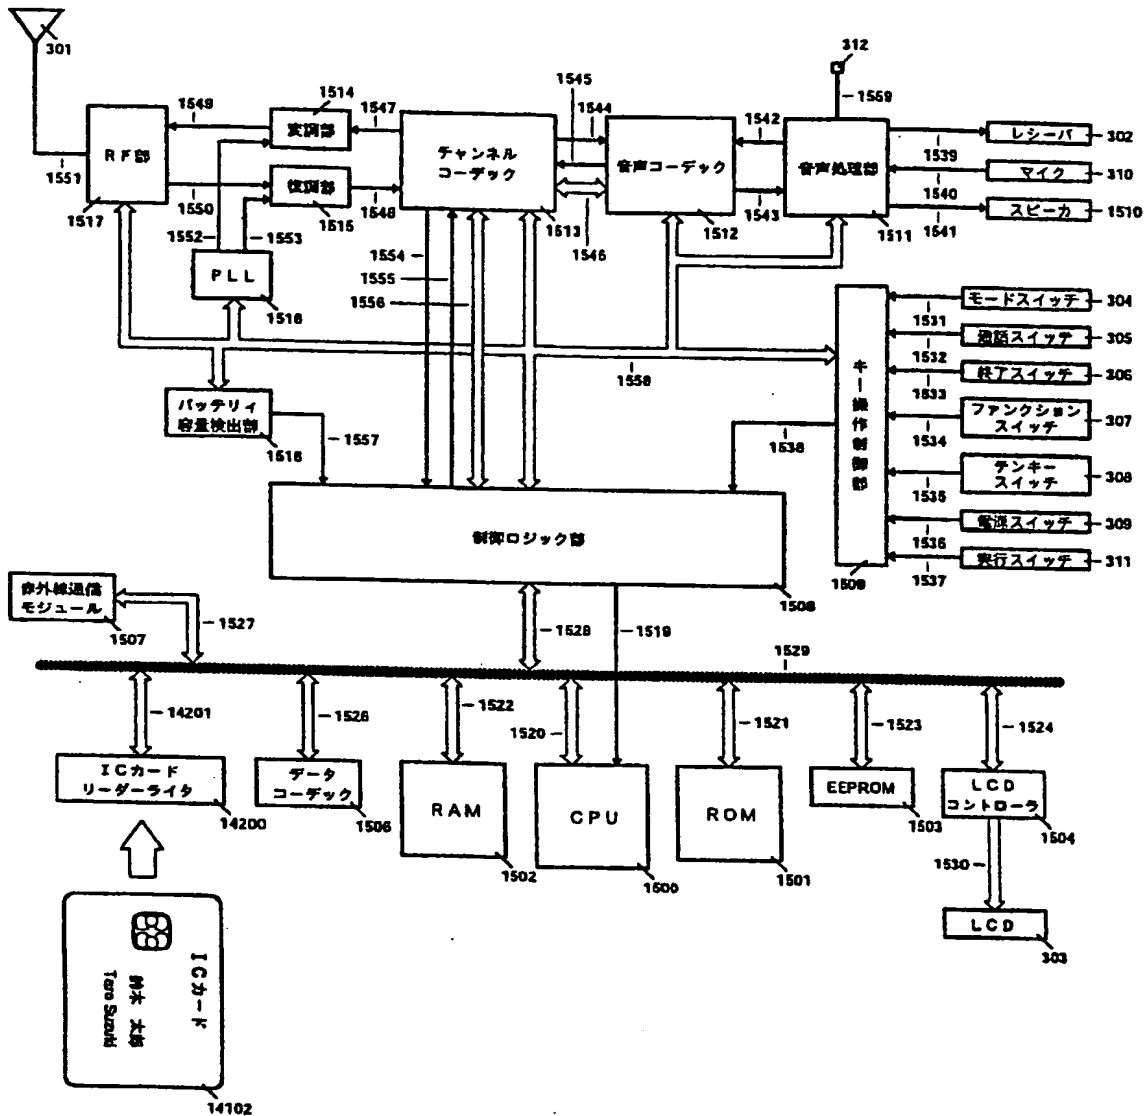 301
312
1545
1514
1549
1547
1544
1542
1569
変調部
RF部
チャンネル
コーデック
音声コーデック
音声処理部
レシーバ
302
1539
マイク
310
1540
スピーカ
1510
1541
1551
1550
復調部
1548
1517
1515
1513
1546
1512
1543
1511
1552
1553
1554
1555
1556
PLL
1516
モードスイッチ
304
1531
通話スイッチ
305
1532
終了スイッチ
306
1533
ファンクション
スイッチ
307
1534
テンキー
スイッチ
308
1535
電源スイッチ
309
1536
実行スイッチ
311
1537
キー操作制御部
1509
1558
1538
バッテリィ
容量検出部
1518
1557
制御ロジック部
1508
赤外線通信
モジュール
1507
1527
1528
1519
1529
14201
1526
1522
1520
1521
1523
1524
ICカード
リーダーライタ
14200
データ
コーデック
1506
RAM
1502
CPU
1500
ROM
1501
EEPROM
1503
LCD
コントローラ
1504
1530
LCD
303
ICカード
鈴木 太郎
Taro Suzuki
14102